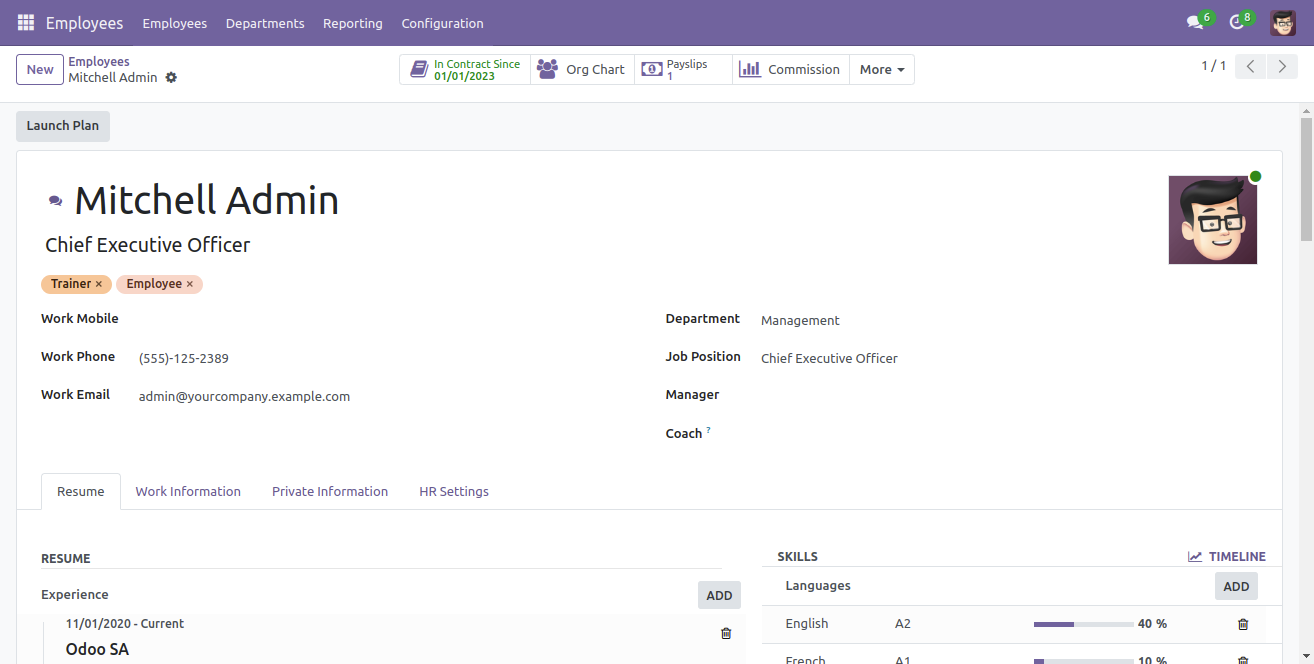 Employees Employees Departments Reporting Configuration 6 8
New Employees
Mitchell Admin
In Contract Since
01/01/2023
Org Chart
Payslips
1
Commission
More
1 / 1
Launch Plan
Mitchell Admin
Chief Executive Officer
Trainer × Employee ×
Work Mobile
Work Phone (555)-125-2389
Work Email admin@yourcompany.example.com
Department Management
Job Position Chief Executive Officer
Manager
Coach ?
Resume Work Information Private Information HR Settings
RESUME
Experience ADD
11/01/2020 - Current
Odoo SA
SKILLS TIMELINE
Languages ADD
English A2 40 %
French A1 10 %